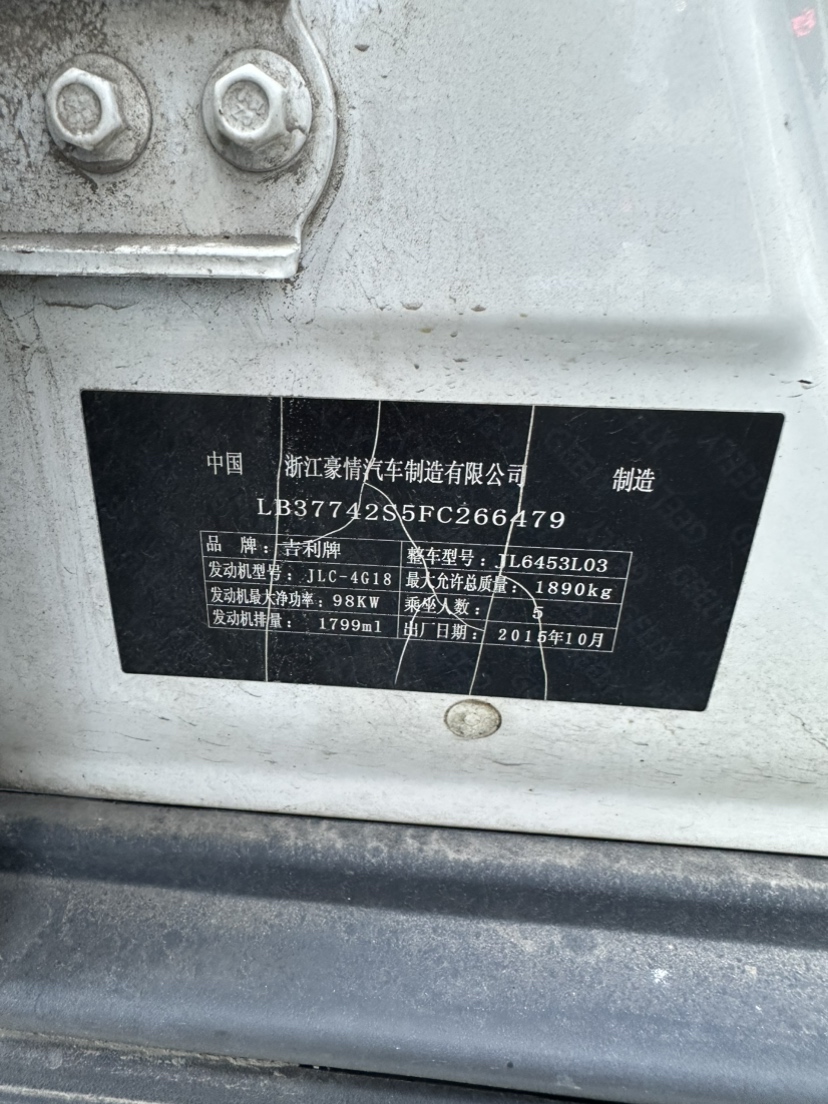 中国 浙江豪情汽车制造有限公司 制造
LB37742S5FC266479
品 牌：吉利牌 整车型号：JL6453L03
发动机型号：JLC-4G18 最大允许总质量：1890kg
发动机最大净功率：98KW 乘坐人数：5
发动机排量：1799ml 出厂日期：2015年10月